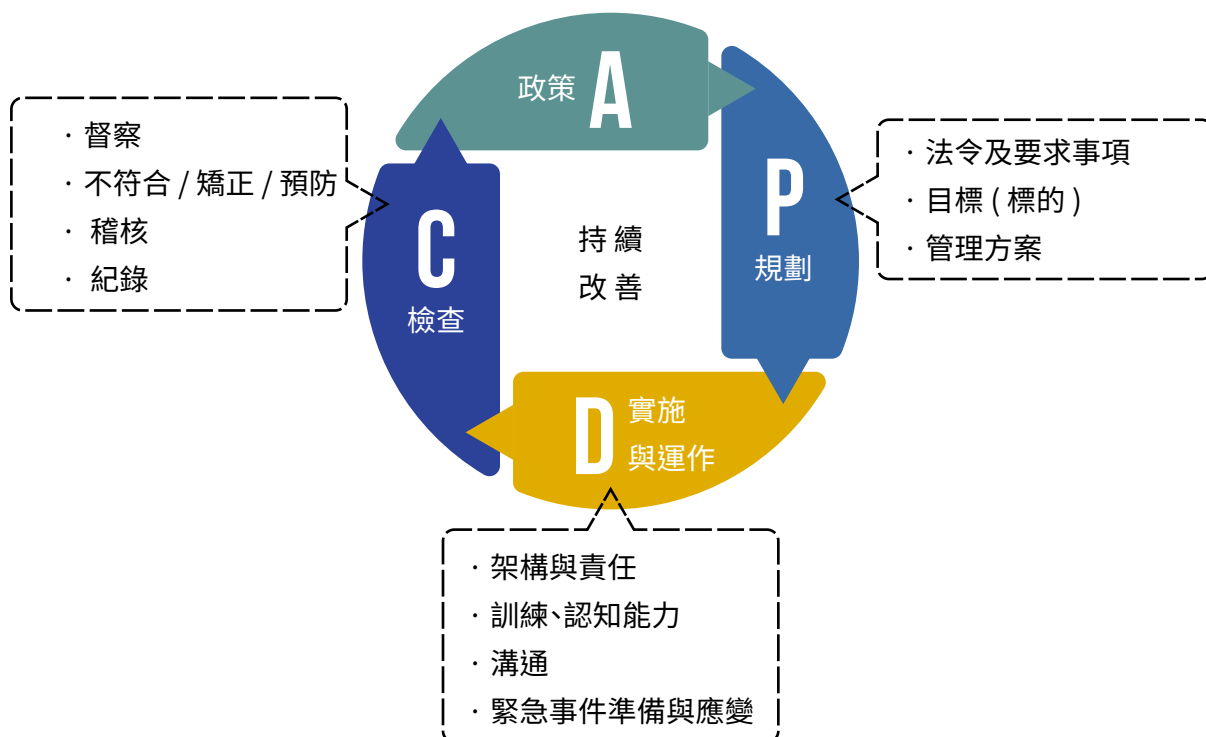 政策 A
· 督察
· 不符合 / 矯正 / 預防
· 稽核
· 紀錄
C
檢查
持續
改善
P
規劃
· 法令及要求事項
· 目標 ( 標的 )
· 管理方案
D 實施
與運作
· 架構與責任
· 訓練、認知能力
· 溝通
· 緊急事件準備與應變